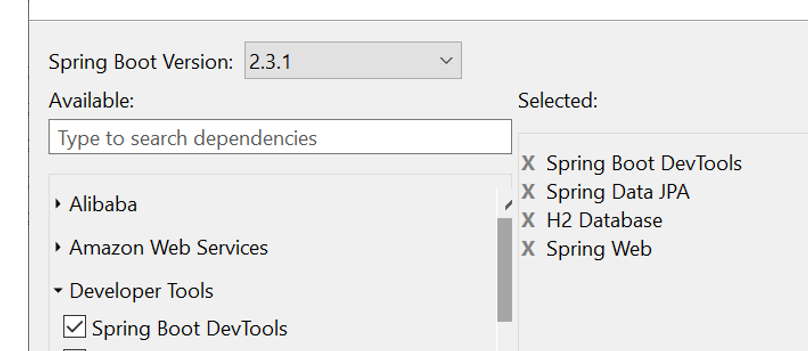 Spring Boot Version: 2.3.1
Available:
Type to search dependencies
Alibaba
Amazon Web Services
Developer Tools
Spring Boot DevTools
Selected:
X Spring Boot DevTools
X Spring Data JPA
X H2 Database
X Spring Web